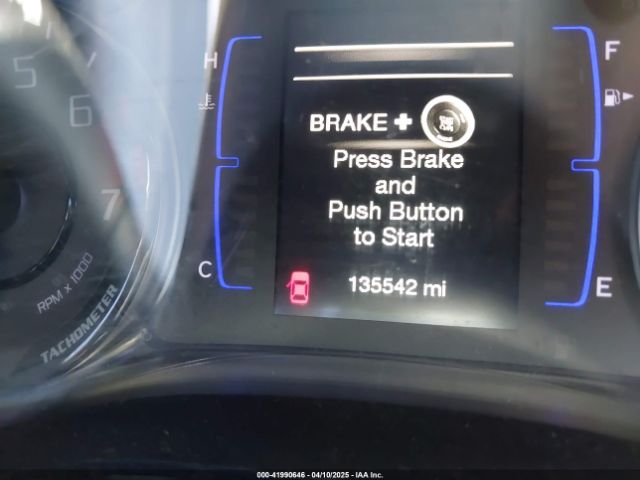 5
6
7
RPM x 1000
TACHOMETER
H
C
BRAKE +
Press Brake
and
Push Button
to Start
135542 mi
F
E
000-41990646 - 04/10/2025 - IAA Inc.